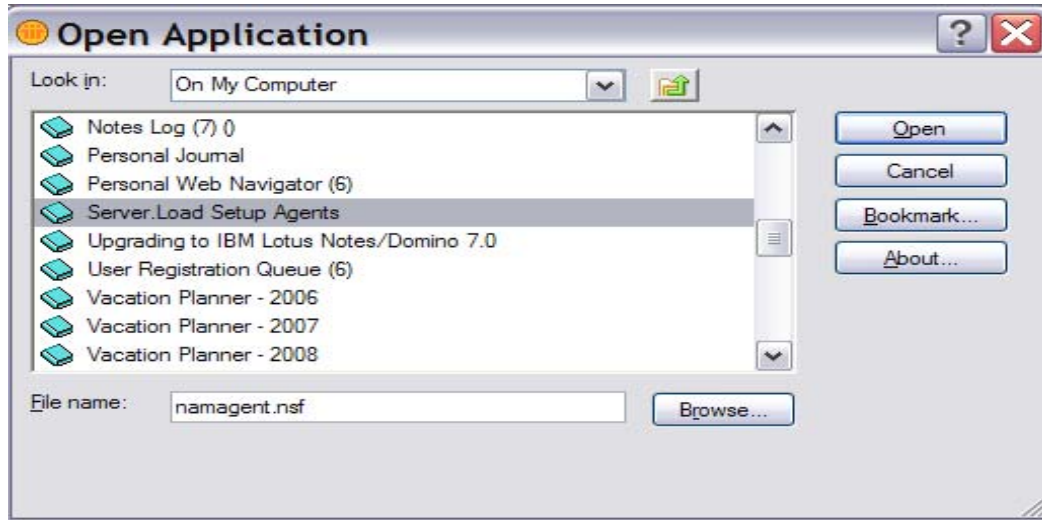 Open Application
Look in: On My Computer
Notes Log (7) ()
Personal Journal
Personal Web Navigator (6)
Server.Load Setup Agents
Upgrading to IBM Lotus Notes/Domino 7.0
User Registration Queue (6)
Vacation Planner - 2006
Vacation Planner - 2007
Vacation Planner - 2008
Open
Cancel
Bookmark...
About...
File name: namagent.nsf Browse...